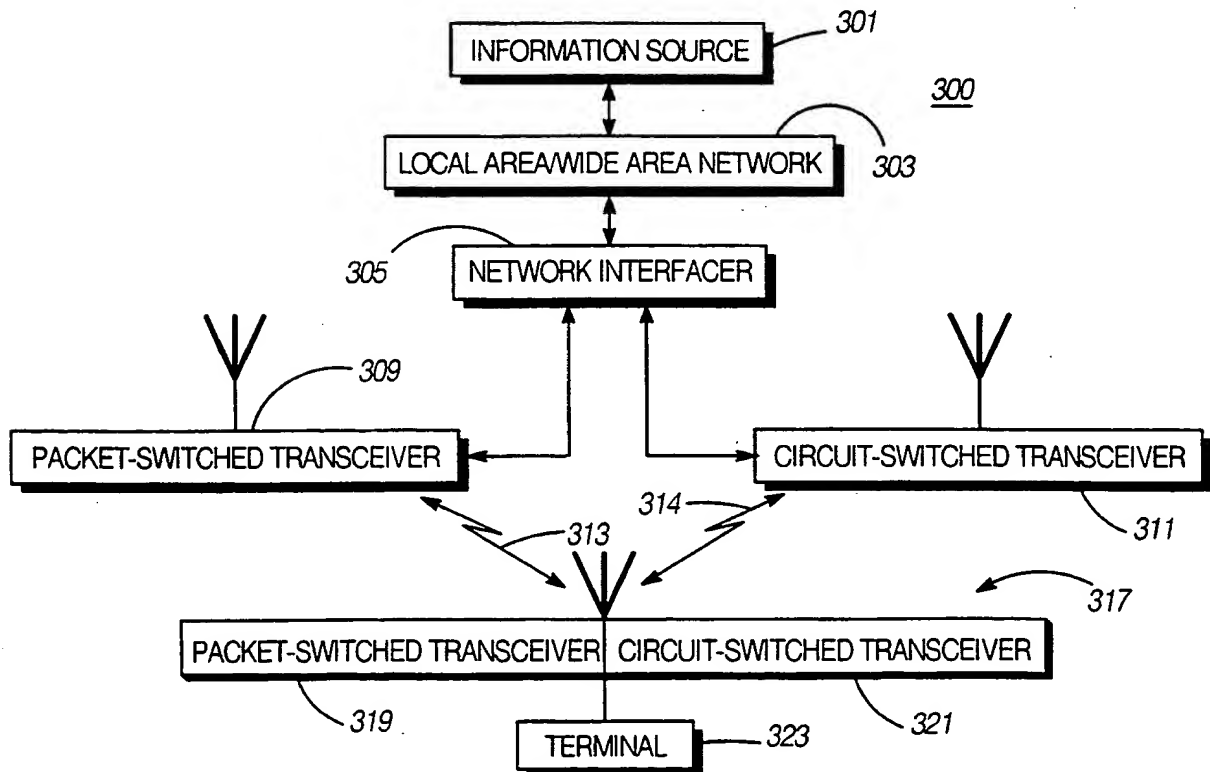 301
INFORMATION SOURCE
300
LOCAL AREA/WIDE AREA NETWORK
303
305
NETWORK INTERFACER
309
PACKET-SWITCHED TRANSCEIVER
CIRCUIT-SWITCHED TRANSCEIVER
314
313
311
317
PACKET-SWITCHED TRANSCEIVER
CIRCUIT-SWITCHED TRANSCEIVER
319
321
TERMINAL
323